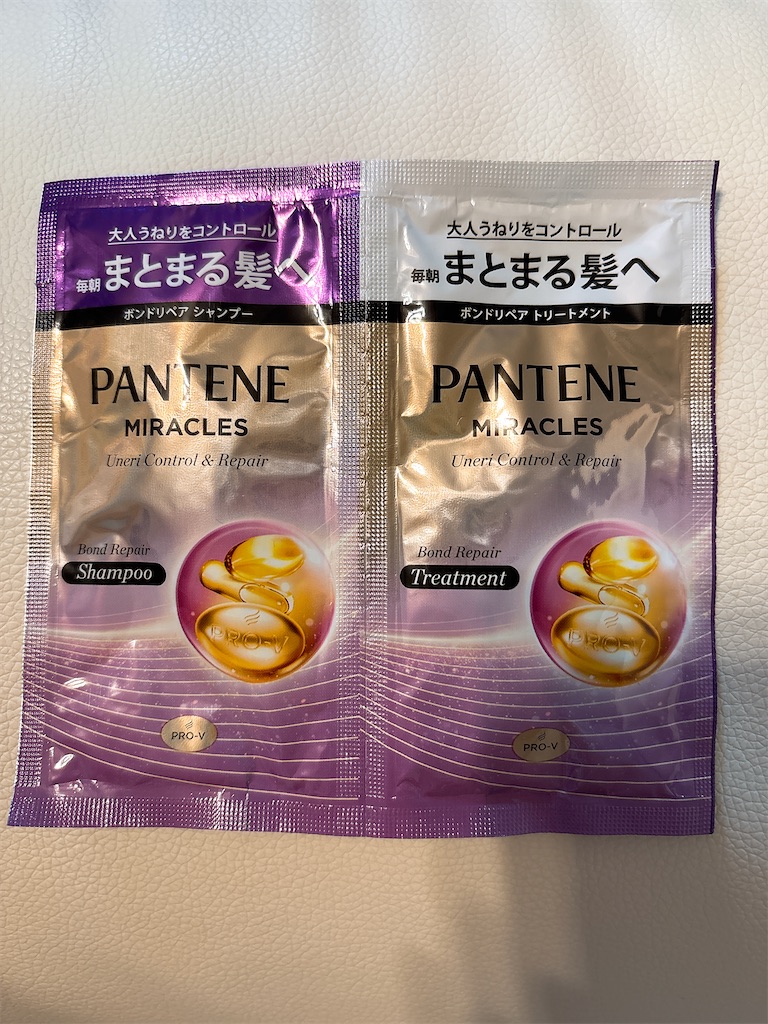 大人うねりをコントロール
毎朝 まとまる髪へ
ボンドリペア シャンプー
PANTENE
MIRACLES
Uneri Control & Repair
Bond Repair
Shampoo
PRO-V
PRO-V
大人うねりをコントロール
毎朝 まとまる髪へ
ボンドリペア トリートメント
PANTENE
MIRACLES
Uneri Control & Repair
Bond Repair
Treatment
PRO-V
PRO-V